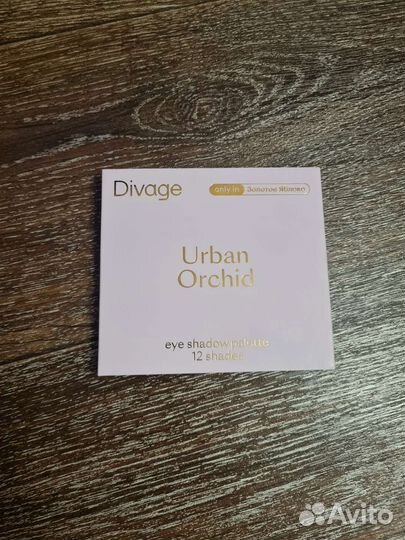 Divage
only in Золотое Яблоко
Urban
Orchid
eye shadow palette
12 shades
Avito